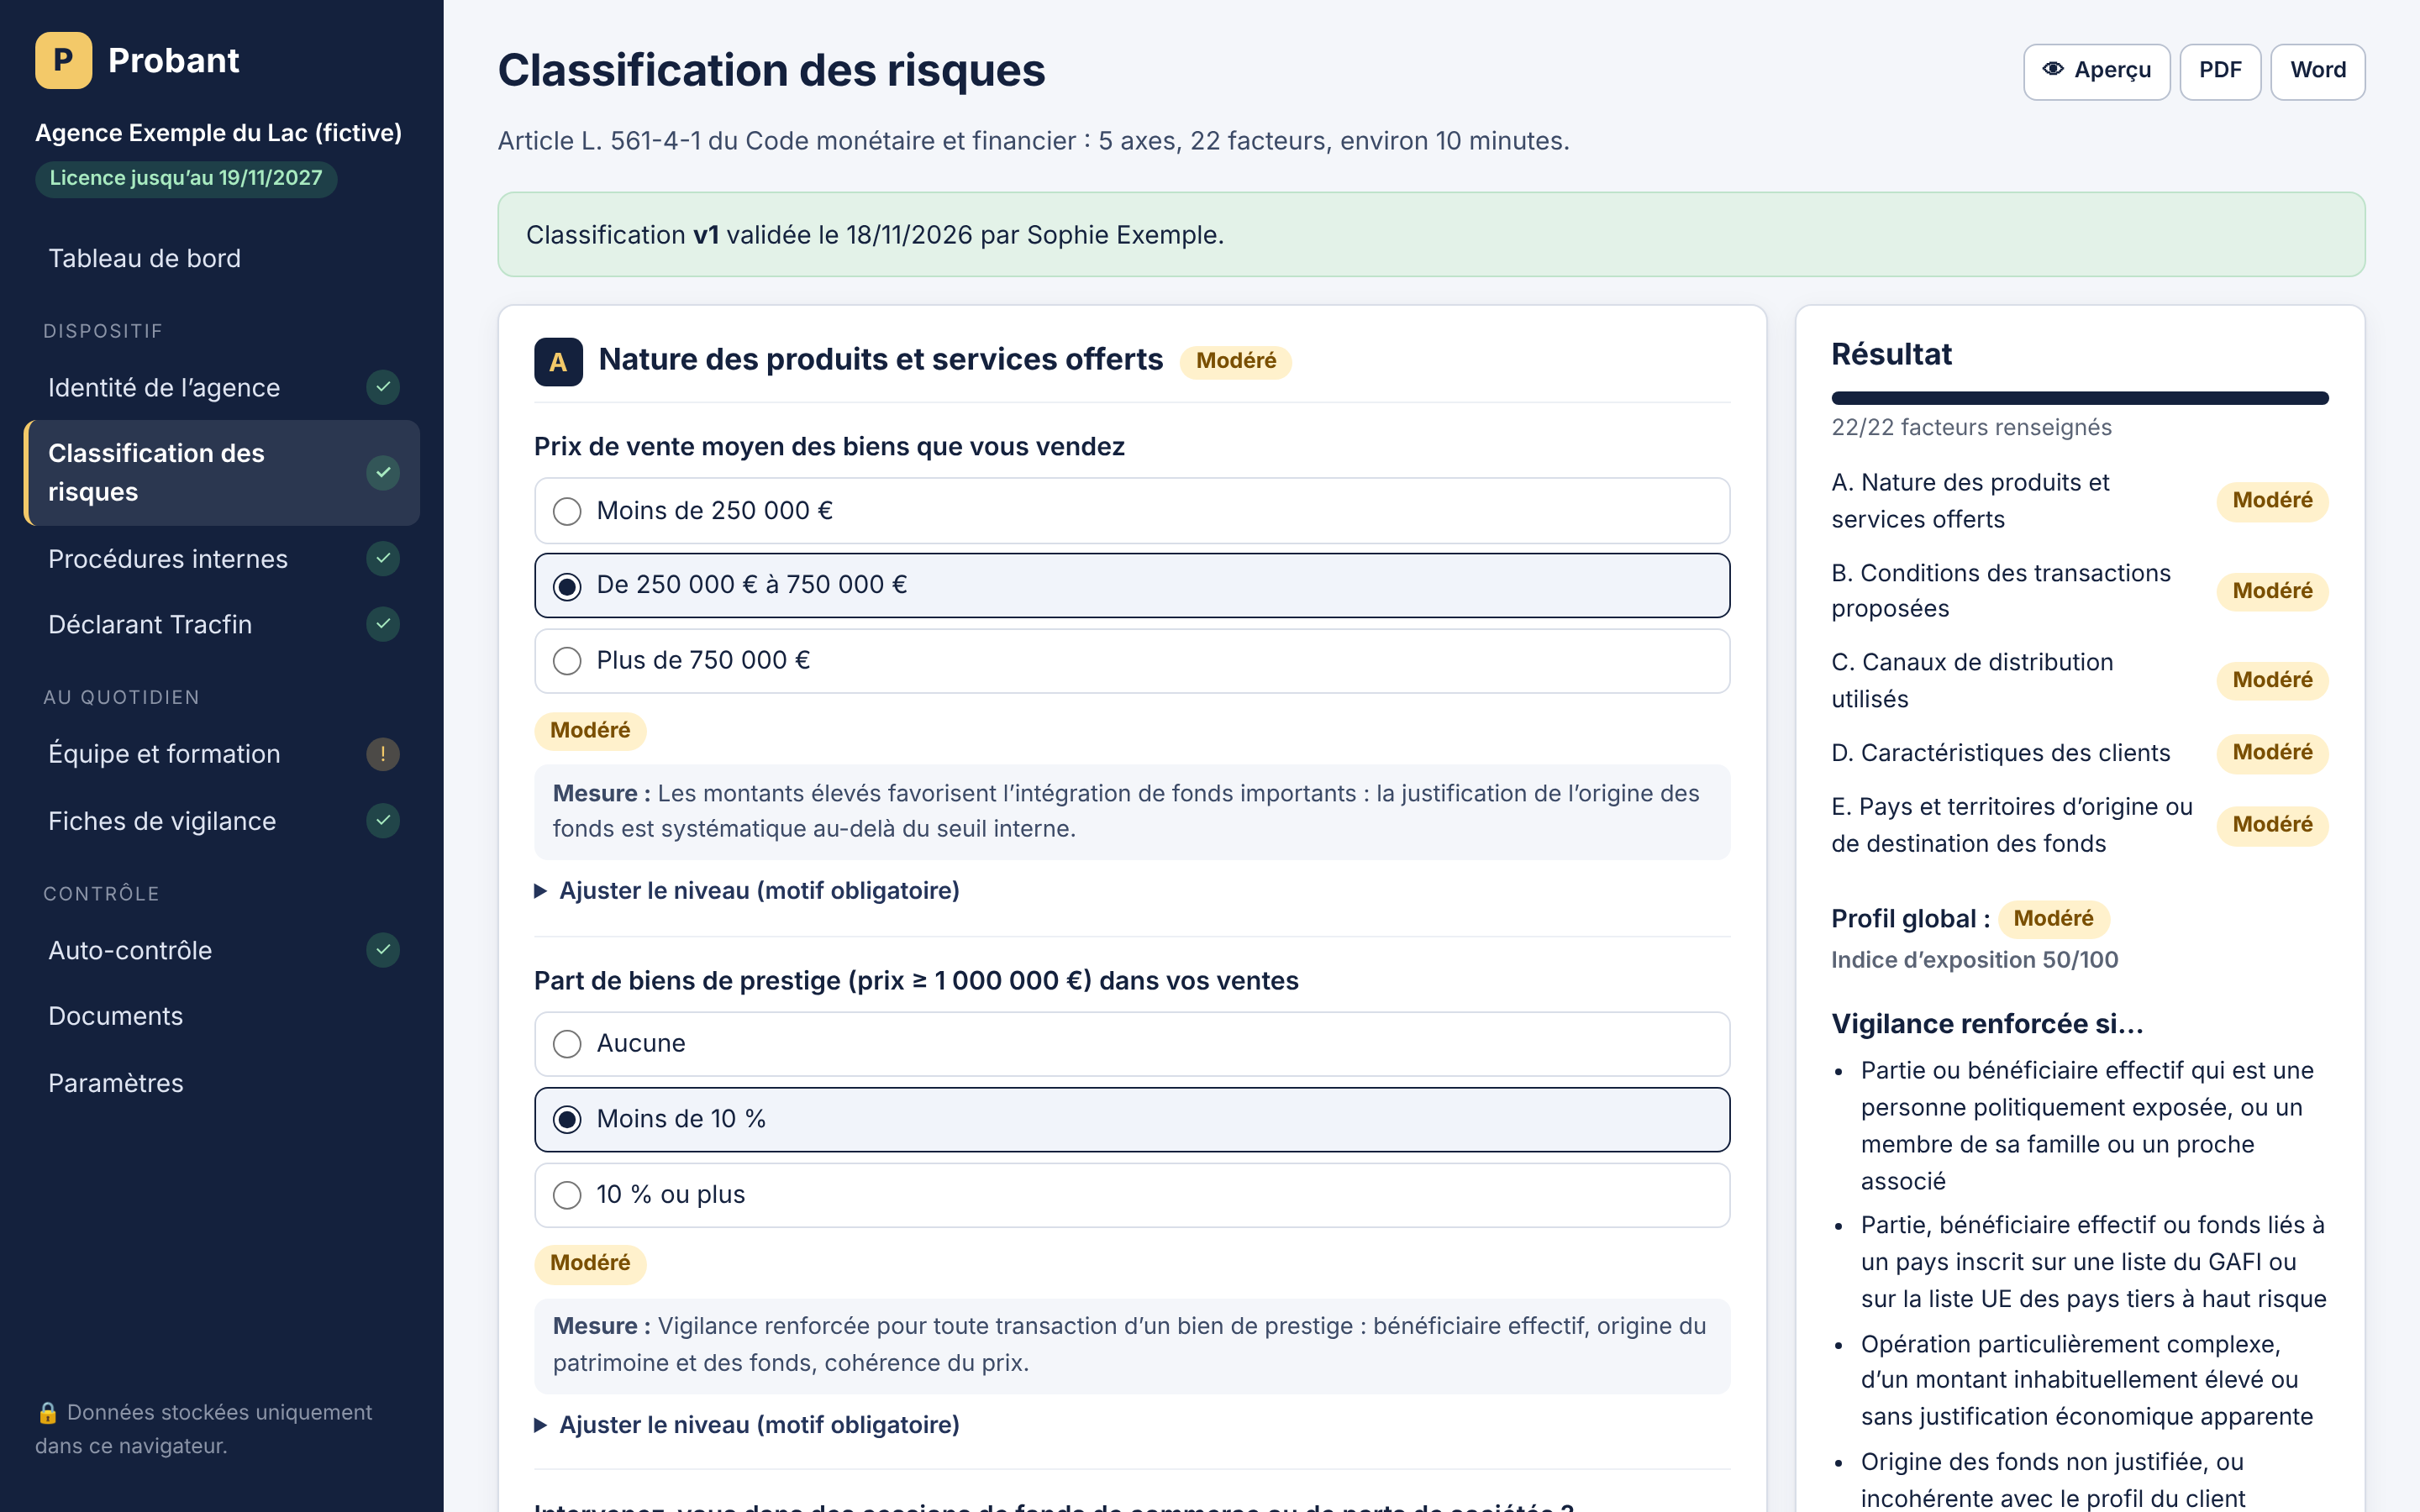 P Probant
Agence Exemple du Lac (fictive)
Licence jusqu’au 19/11/2027
Tableau de bord
DISPOSITIF
Identité de l’agence
Classification des
risques
Procédures internes
Déclarant Tracfin
AU QUOTIDIEN
Équipe et formation !
Fiches de vigilance
CONTRÔLE
Auto-contrôle
Documents
Paramètres
🔒 Données stockées uniquement
dans ce navigateur.
Classification des risques
Aperçu
PDF
Word
Article L. 561-4-1 du Code monétaire et financier : 5 axes, 22 facteurs, environ 10 minutes.
Classification v1 validée le 18/11/2026 par Sophie Exemple.
A Nature des produits et services offerts Modéré
Prix de vente moyen des biens que vous vendez
Moins de 250 000 €
De 250 000 € à 750 000 €
Plus de 750 000 €
Modéré
Mesure : Les montants élevés favorisent l’intégration de fonds importants : la justification de l’origine des
fonds est systématique au-delà du seuil interne.
Ajuster le niveau (motif obligatoire)
Part de biens de prestige (prix ≥ 1 000 000 €) dans vos ventes
Aucune
Moins de 10 %
10 % ou plus
Modéré
Mesure : Vigilance renforcée pour toute transaction d’un bien de prestige : bénéficiaire effectif, origine du
patrimoine et des fonds, cohérence du prix.
Ajuster le niveau (motif obligatoire)
Intervenez-vous dans des cessions de fonds de commerce ou de parts de sociétés ?
Résultat
22/22 facteurs renseignés
A. Nature des produits et
services offerts
Modéré
B. Conditions des transactions
proposées
Modéré
C. Canaux de distribution
utilisés
Modéré
D. Caractéristiques des clients Modéré
E. Pays et territoires d’origine ou
de destination des fonds
Modéré
Profil global : Modéré
Indice d’exposition 50/100
Vigilance renforcée si…
• Partie ou bénéficiaire effectif qui est une
personne politiquement exposée, ou un
membre de sa famille ou un proche
associé
• Partie, bénéficiaire effectif ou fonds liés à
un pays inscrit sur une liste du GAFI ou
sur la liste UE des pays tiers à haut risque
• Opération particulièrement complexe,
d’un montant inhabituellement élevé ou
sans justification économique apparente
• Origine des fonds non justifiée, ou
incohérente avec le profil du client